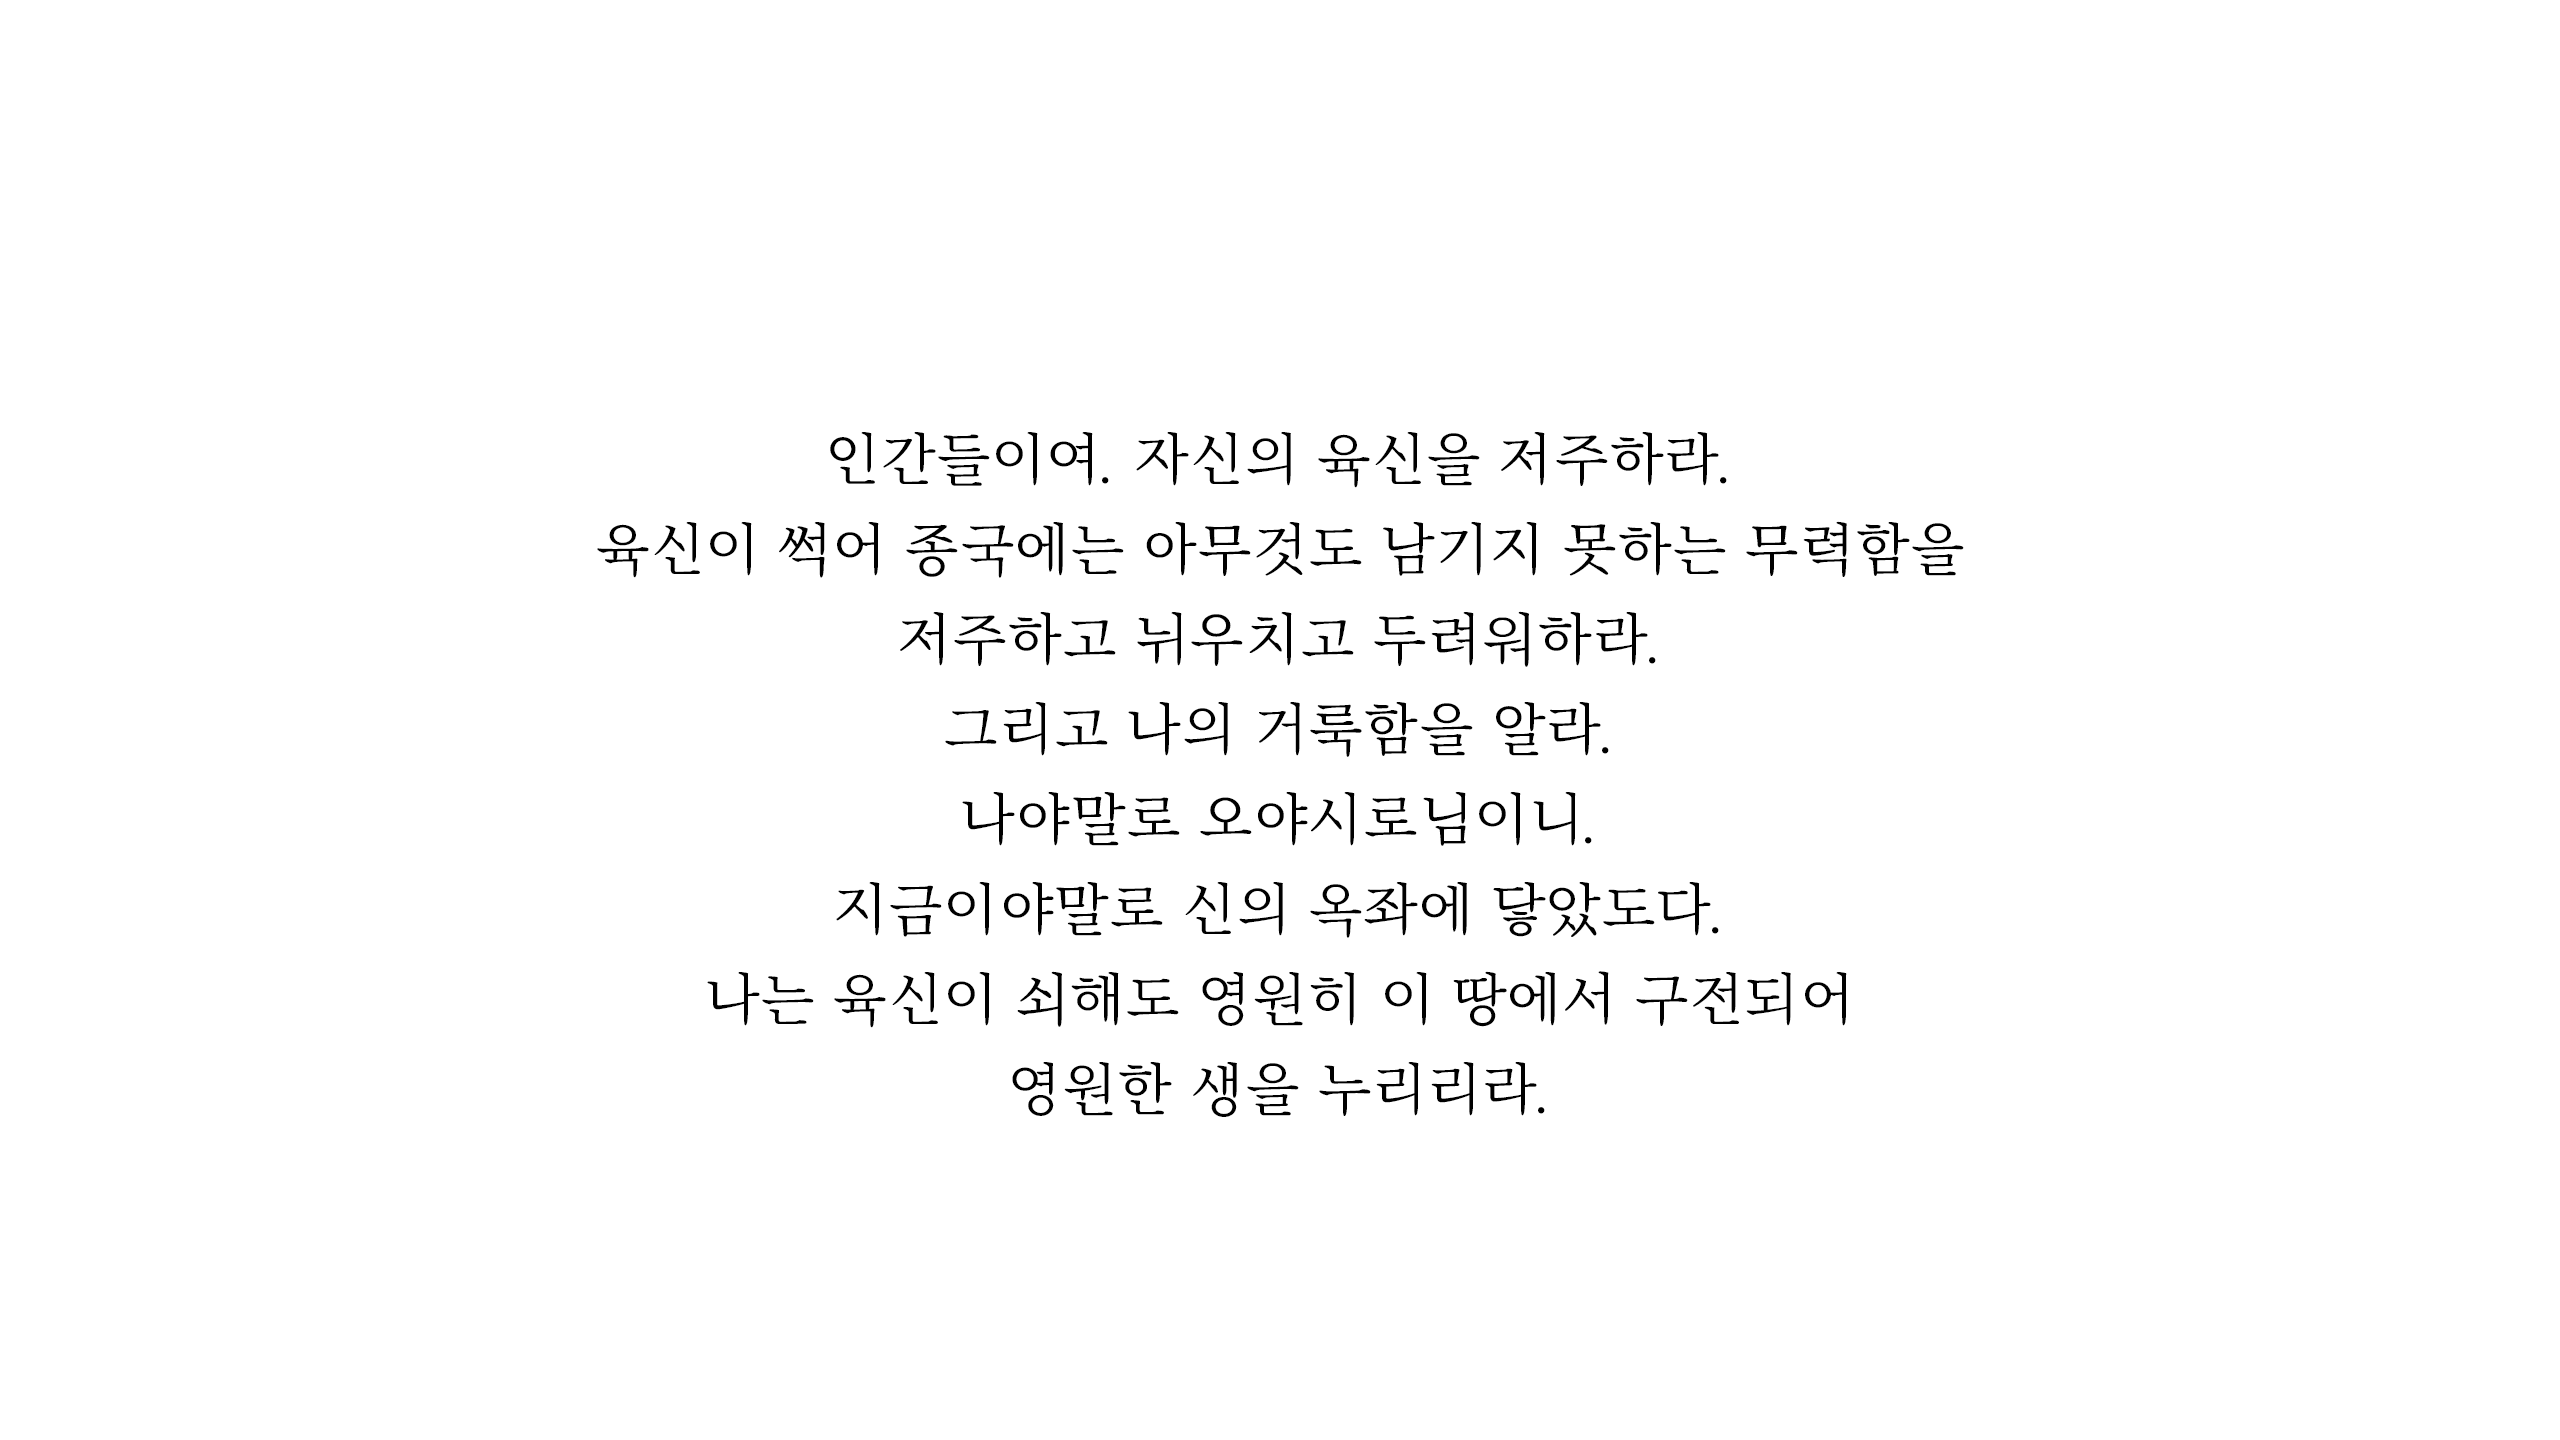 인간들이여. 자신의 육신을 저주하라.
육신이 썩어 종국에는 아무것도 남기지 못하는 무력함을
저주하고 뉘우치고 두려워하라.
그리고 나의 거룩함을 알라.
나야말로 오야시로님이니.
지금이야말로 신의 옥좌에 닿았도다.
나는 육신이 쇠해도 영원히 이 땅에서 구전되어
영원한 생을 누리리라.